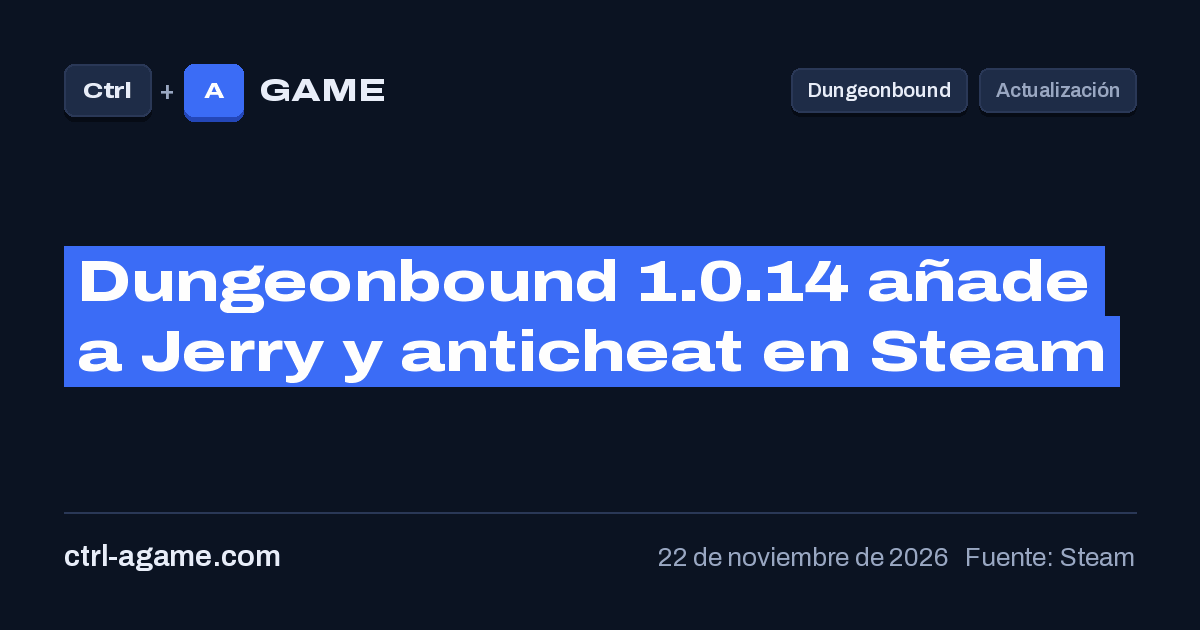 Ctrl + A GAME
Dungeonbound Actualización
Dungeonbound 1.0.14 añade
a Jerry y anticheat en Steam
ctrl-agame.com
22 de noviembre de 2026 Fuente: Steam